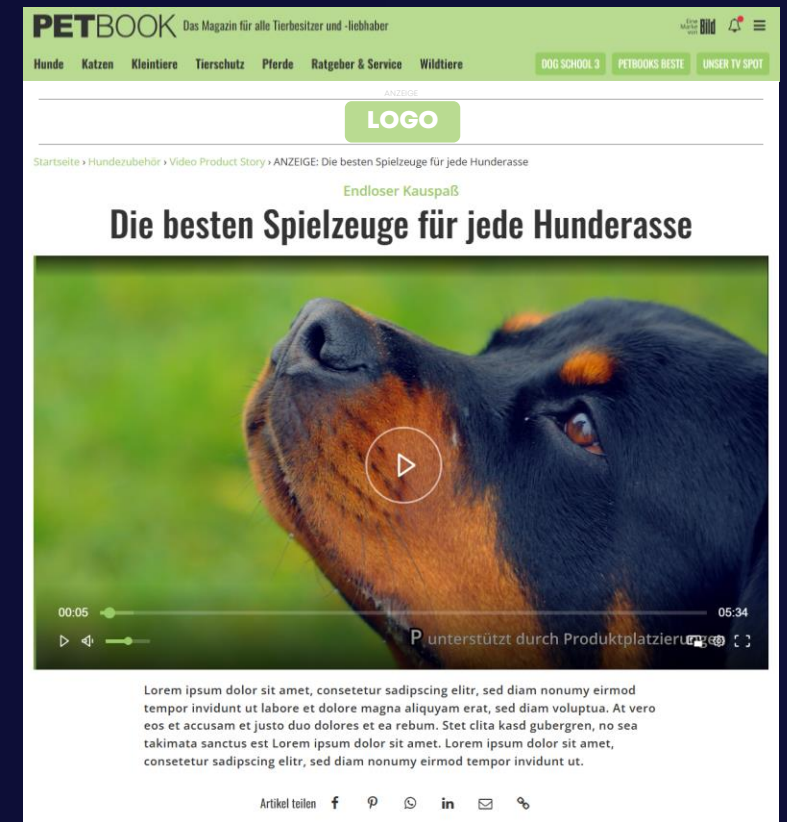 PETBOOK Das Magazin für alle Tierbesitzer und -liebhaber Eine Marke von Bild
Hunde Katzen Kleintiere Tierschutz Pferde Ratgeber & Service Wildtiere DOG SCHOOL 3 PETBOOKS BESTE UNSER TV SPOT
ANZEIGE
LOGO
Startseite › Hundezubehör › Video Product Story › ANZEIGE: Die besten Spielzeuge für jede Hunderasse
Endloser Kauspaß
Die besten Spielzeuge für jede Hunderasse
00:05 05:34
P unterstützt durch Produktplatzierungen
Lorem ipsum dolor sit amet, consetetur sadipscing elitr, sed diam nonumy eirmod
tempor invidunt ut labore et dolore magna aliquyam erat, sed diam voluptua. At vero
eos et accusam et justo duo dolores et ea rebum. Stet clita kasd gubergren, no sea
takimata sanctus est Lorem ipsum dolor sit amet. Lorem ipsum dolor sit amet,
consetetur sadipscing elitr, sed diam nonumy eirmod tempor invidunt ut.
Artikel teilen